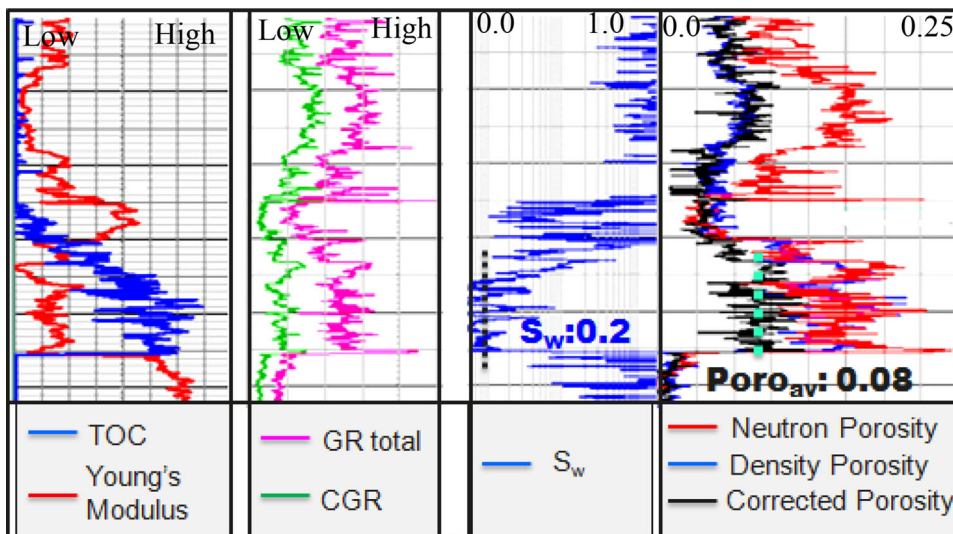 Low High
Low High
0.0 1.0
0.0 0.25
Sw:0.2
Poroav: 0.08
TOC
Young's
Modulus
GR total
CGR
Sw
Neutron Porosity
Density Porosity
Corrected Porosity